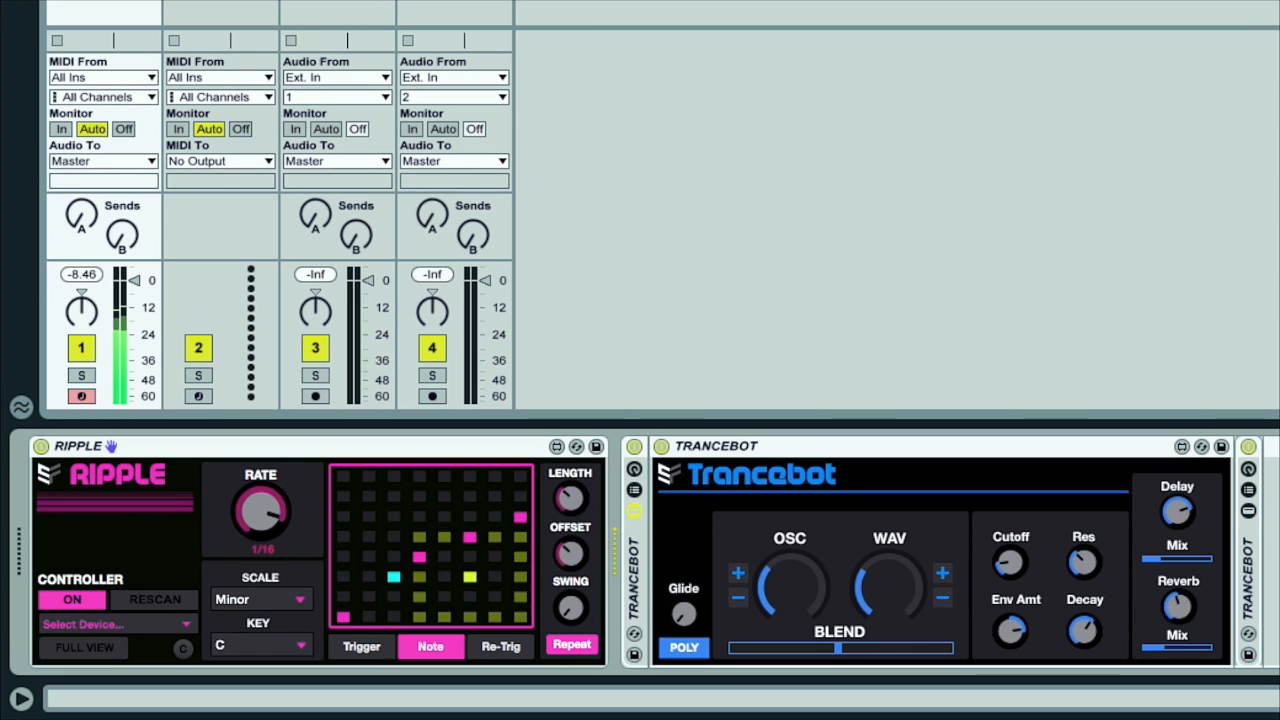 MIDI From MIDI From Audio From Audio From
All Ins All Ins Ext. In Ext. In
All Channels All Channels 1 2
Monitor Monitor Monitor Monitor
In Auto Off In Auto Off In Auto Off In Auto Off
Audio To MIDI To Audio To Audio To
Master No Output Master Master
Sends Sends Sends
A B A B A B
-8.46 0 -Inf 0 -Inf 0
12 12 12
24 24 24
1 2 3 4
36 36 36
S S S S
48 48 48
60 60 60
RIPPLE
RIPPLE
CONTROLLER
ON RESCAN
Select Device...
FULL VIEW C
RATE
1/16
SCALE
Minor
KEY
C
Trigger Note Re-Trig
LENGTH
OFFSET
SWING
Repeat
TRANCEBOT
TRANCEBOT
Trancebot
Glide
POLY
OSC WAV
+ +
− −
BLEND
Cutoff Res
Env Amt Decay
Delay
Mix
Reverb
Mix
TRANCEBOT